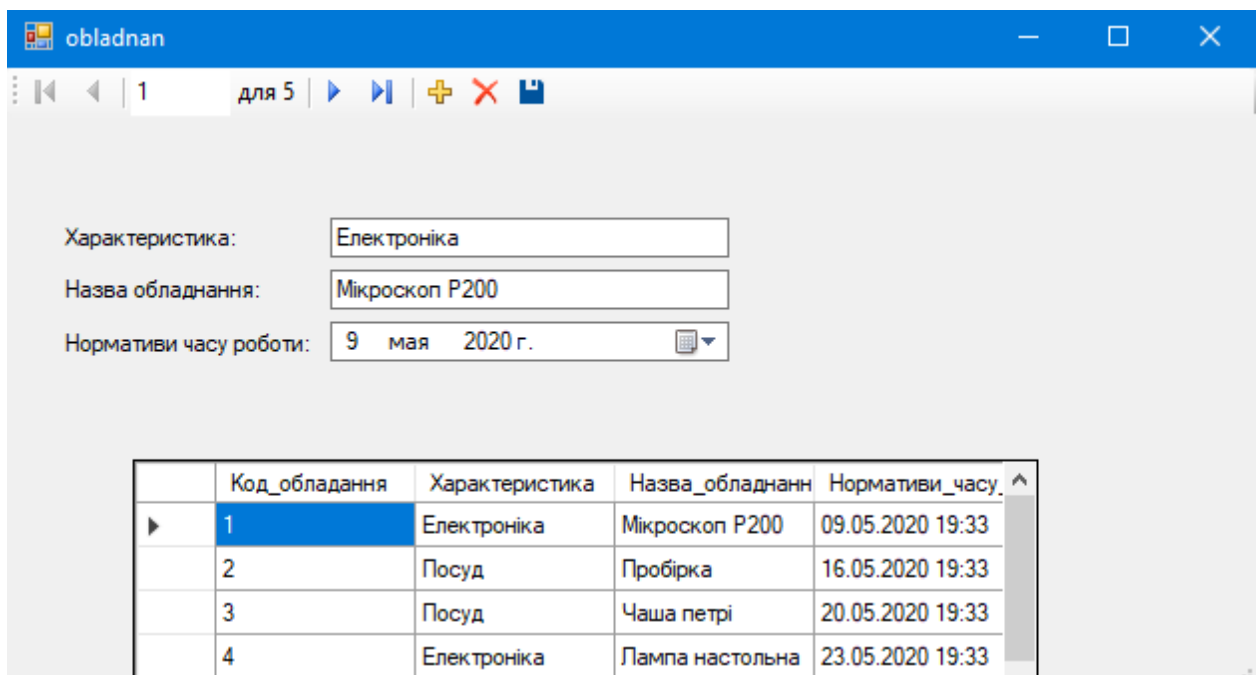 obladnan
1 для 5
Характеристика: Електроніка
Назва обладнання: Мікроскоп Р200
Нормативи часу роботи: 9 мая 2020 г.
Код_обладання Характеристика Назва_обладнанн Нормативи_часу_
1 Електроніка Мікроскоп Р200 09.05.2020 19:33
2 Посуд Пробірка 16.05.2020 19:33
3 Посуд Чаша петрі 20.05.2020 19:33
4 Електроніка Лампа настольна 23.05.2020 19:33